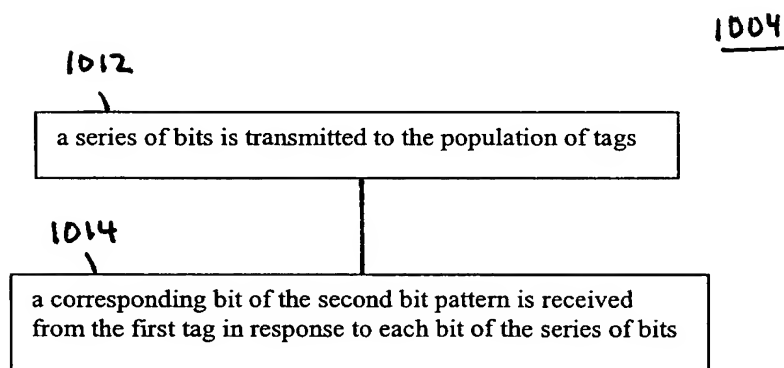 1004
1012
a series of bits is transmitted to the population of tags
1014
a corresponding bit of the second bit pattern is received
from the first tag in response to each bit of the series of bits